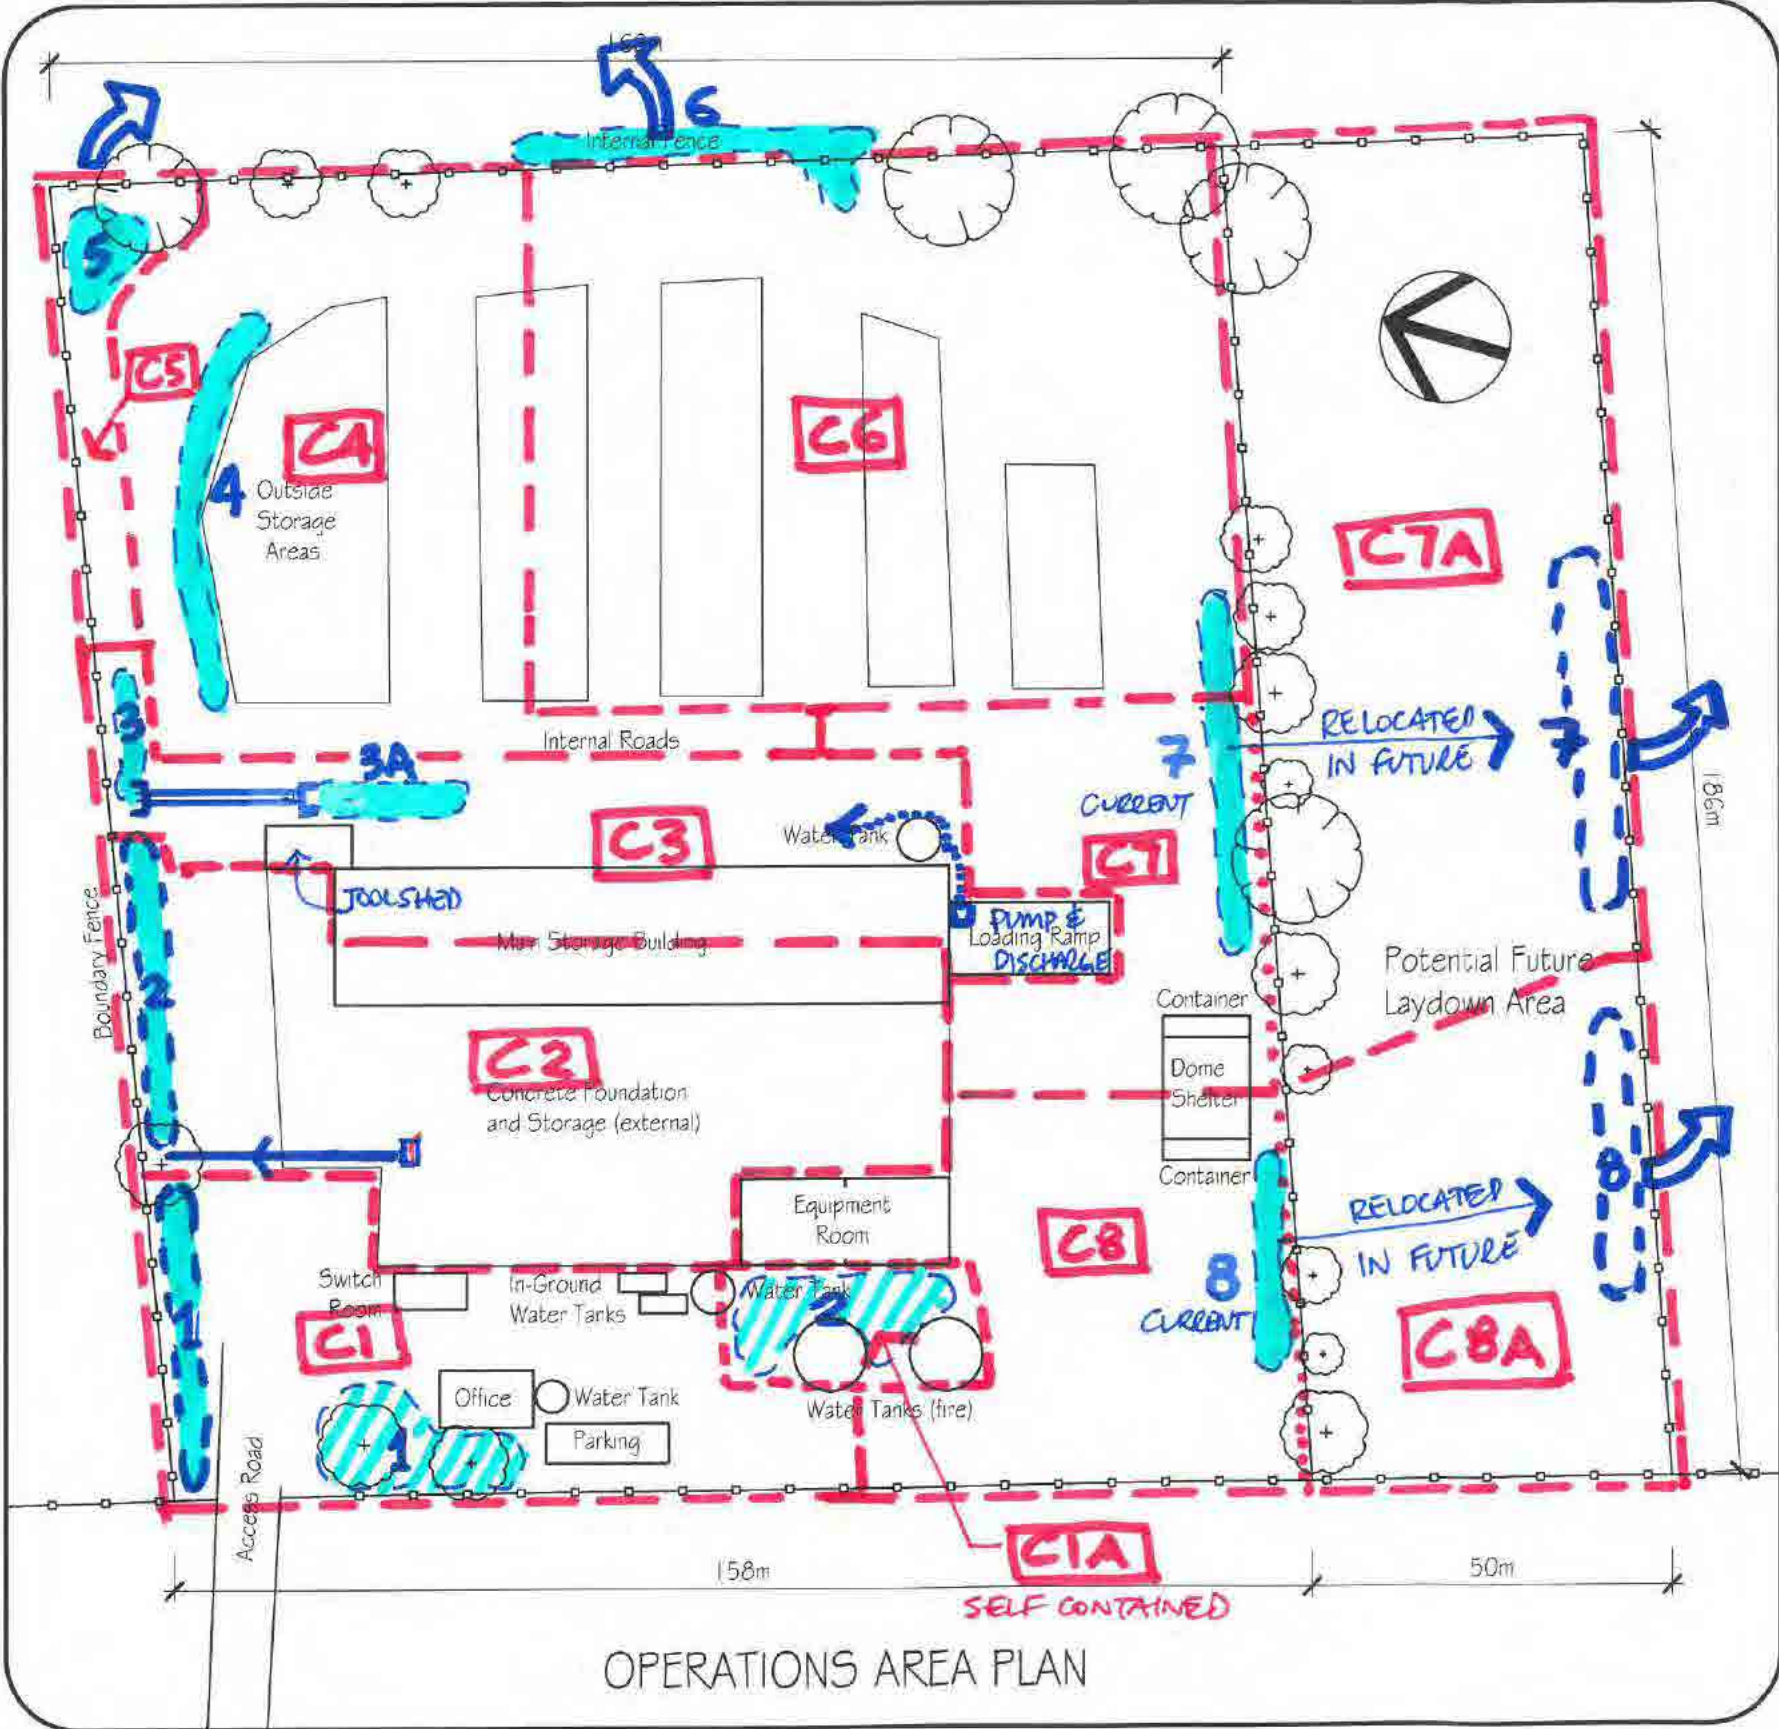 Internal Fence
6
5
C5
C4
C6
4
Outside
Storage
Areas
C7A
3
3A
Internal Roads
7
CURRENT
RELOCATED
IN FUTURE
7
186m
C3
Water Tank
C7
TOOLSHED
Main Storage Building
PUMP &
Loading Ramp
DISCHARGE
Boundary Fence
2
Potential Future
Laydown Area
Container
Dome
Shelter
Container
C2
Concrete Foundation
and Storage (external)
Equipment
Room
C8
8
CURRENT
RELOCATED
IN FUTURE
8
Switch
Room
In-Ground
Water Tanks
Water Tank
2
1
C1
C8A
Office
Water Tank
Water Tanks (fire)
Parking
1
Access Road
C1A
SELF CONTAINED
158m
50m
OPERATIONS AREA PLAN